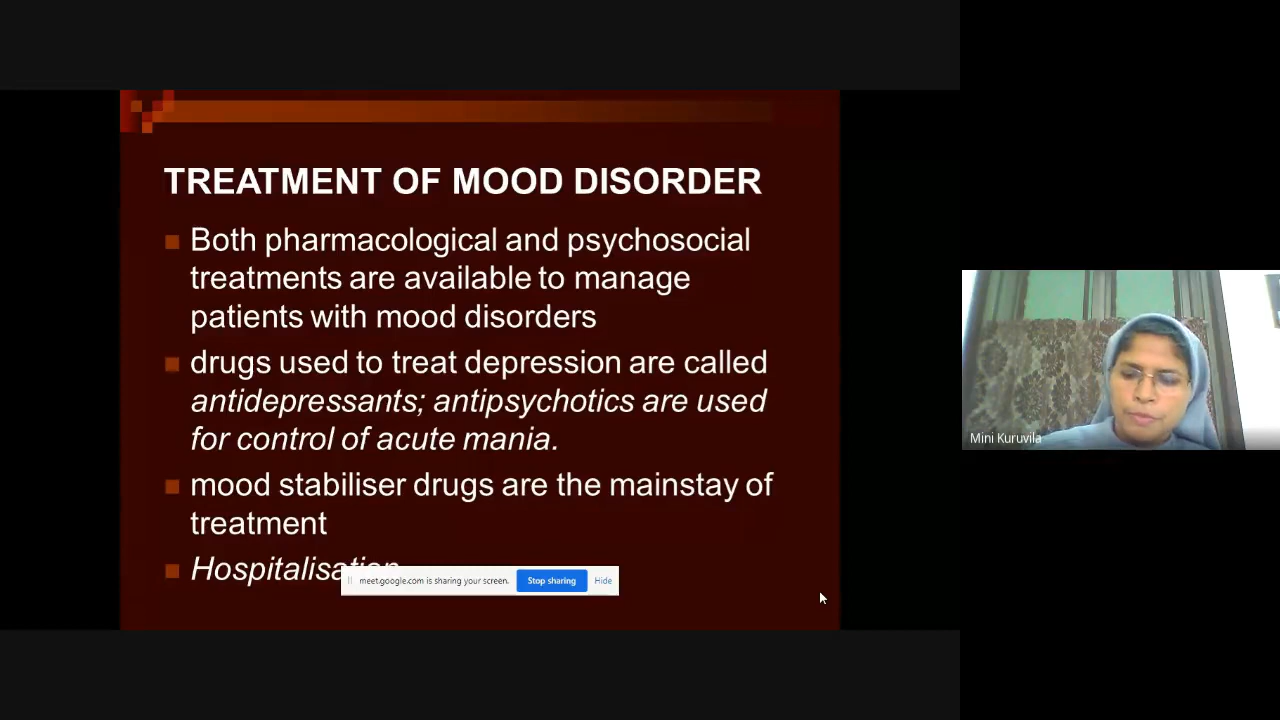 TREATMENT OF MOOD DISORDER
Both pharmacological and psychosocial
treatments are available to manage
patients with mood disorders
drugs used to treat depression are called
antidepressants; antipsychotics are used
for control of acute mania.
mood stabiliser drugs are the mainstay of
treatment
Hospitalisation
meet.google.com is sharing your screen.
Stop sharing
Hide
Mini Kuruvila